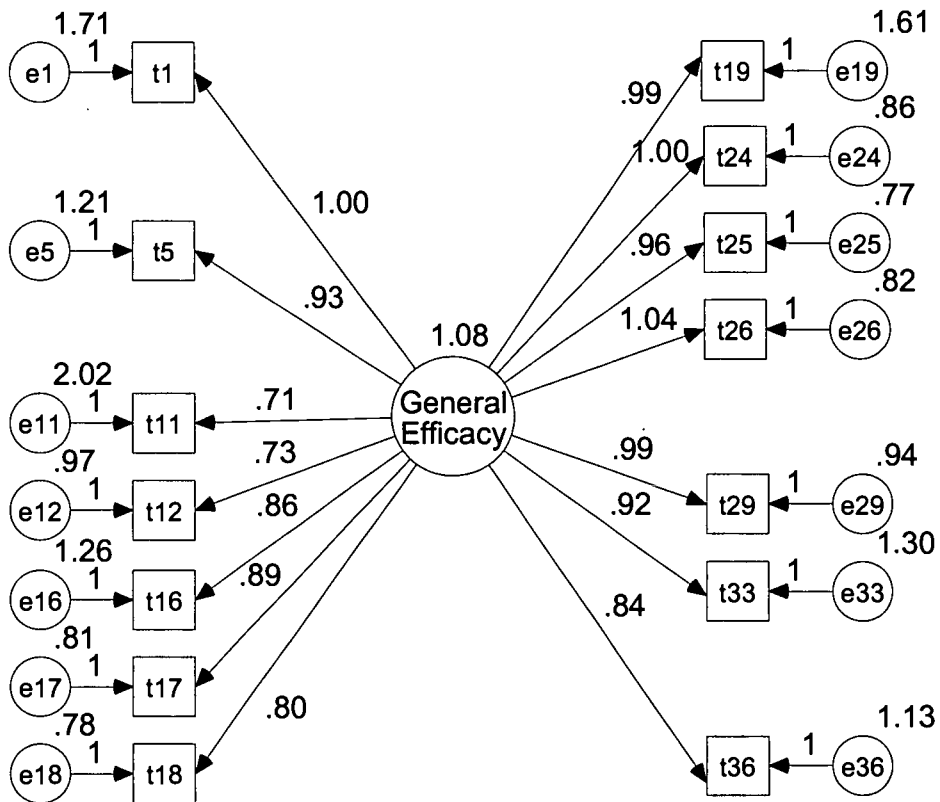 1.71
1
e1
t1
1.00
1.21
1
e5
t5
.93
2.02
1
e11
t11
.71
.97
1
e12
t12
.73
1.26
1
e16
t16
.86
.81
1
e17
t17
.89
.78
1
e18
t18
.80
1.08
General
Efficacy
1.61
.99
t19
1
e19
.86
1.00
t24
1
e24
.77
.96
t25
1
e25
.82
1.04
t26
1
e26
.94
.99
t29
1
e29
1.30
.92
t33
1
e33
1.13
.84
t36
1
e36